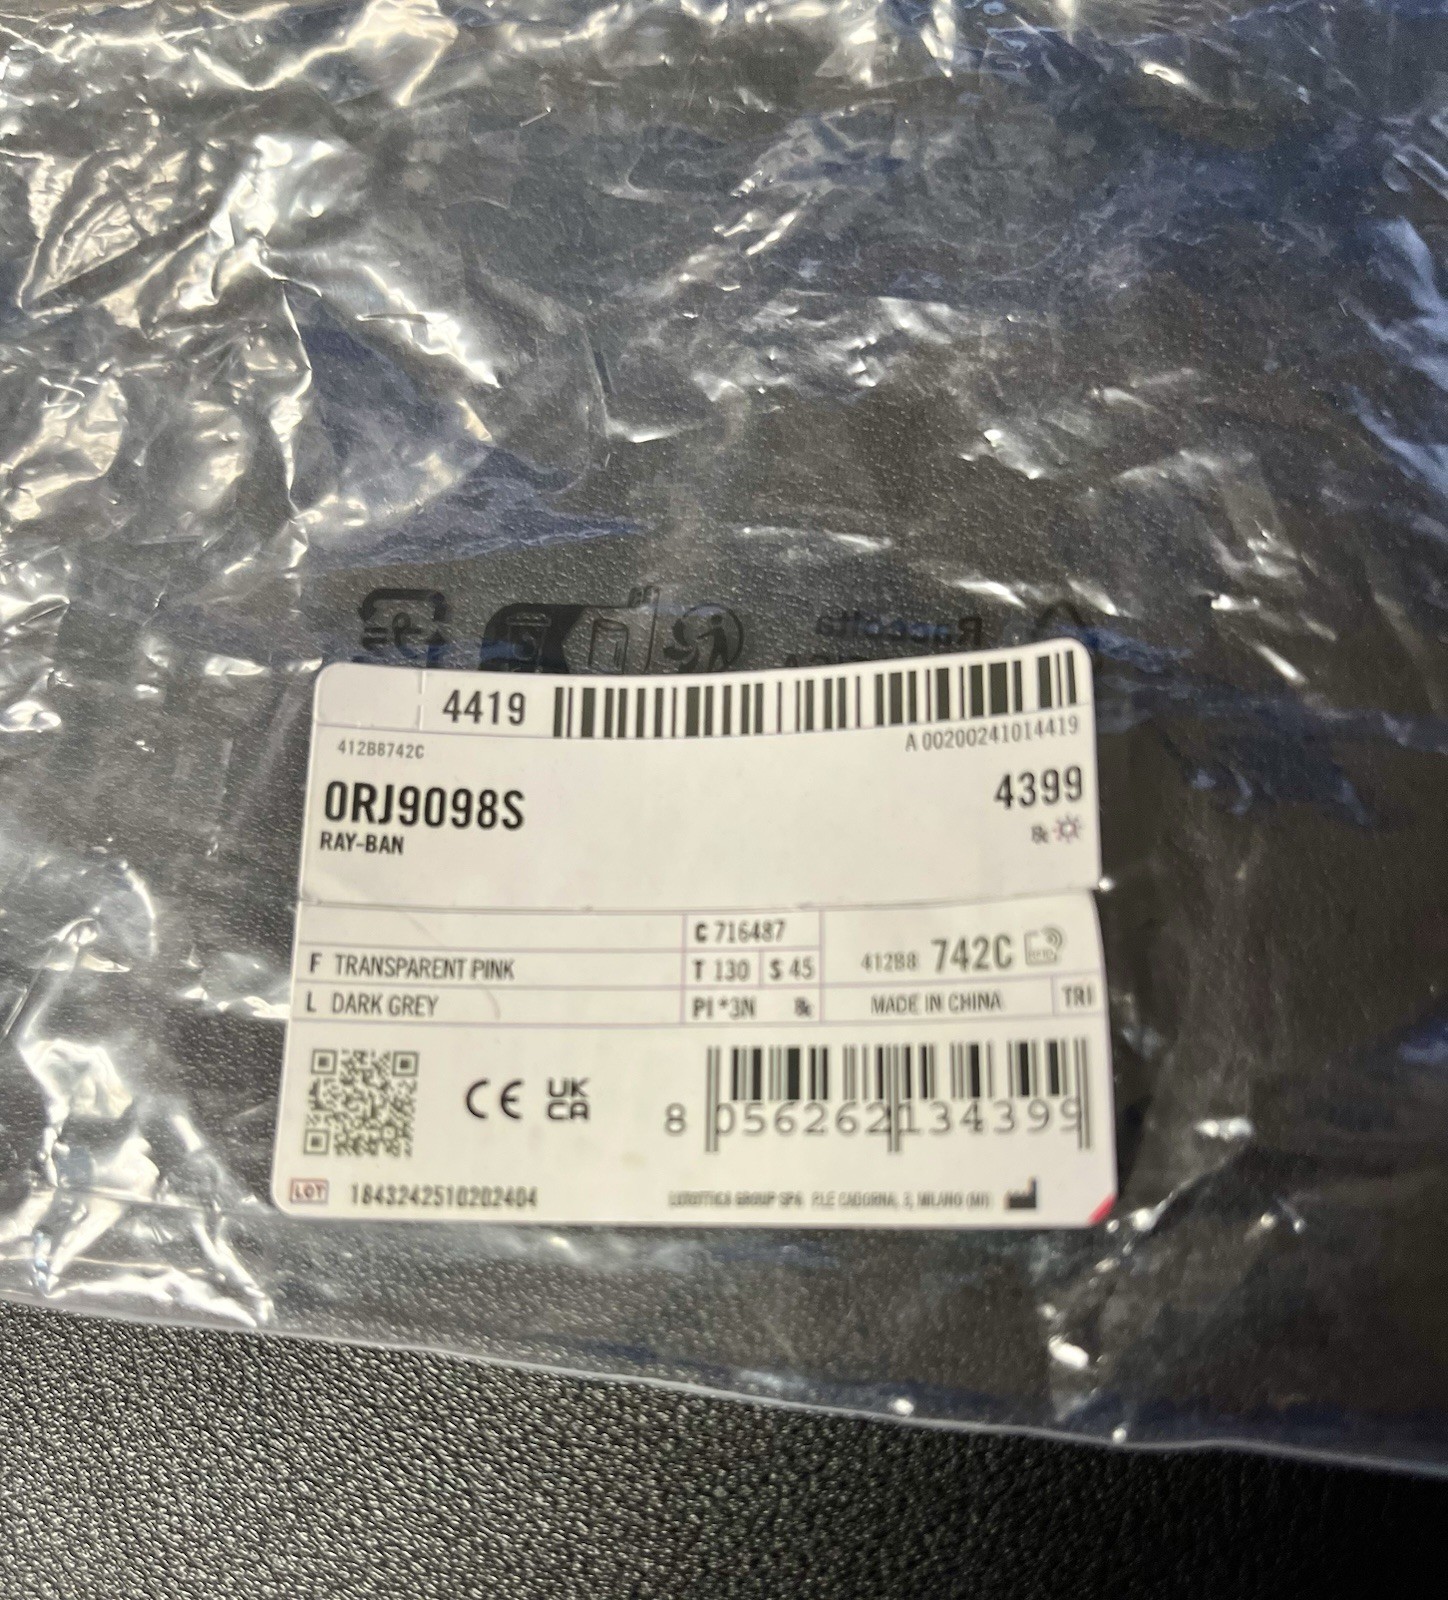 Raccolta
4419
A 00200241014419
412B8742C
0RJ9098S
4399
RAY-BAN
C 716487
F TRANSPARENT PINK
T 130 S 45
412B8 742C
L DARK GREY
PI *3N
MADE IN CHINA
TRI
CE UK CA
8 056262 134399
LOT 1843242510202404
LUXOTTICA GROUP SPA P.LE CADORNA, 3, MILANO (MI)